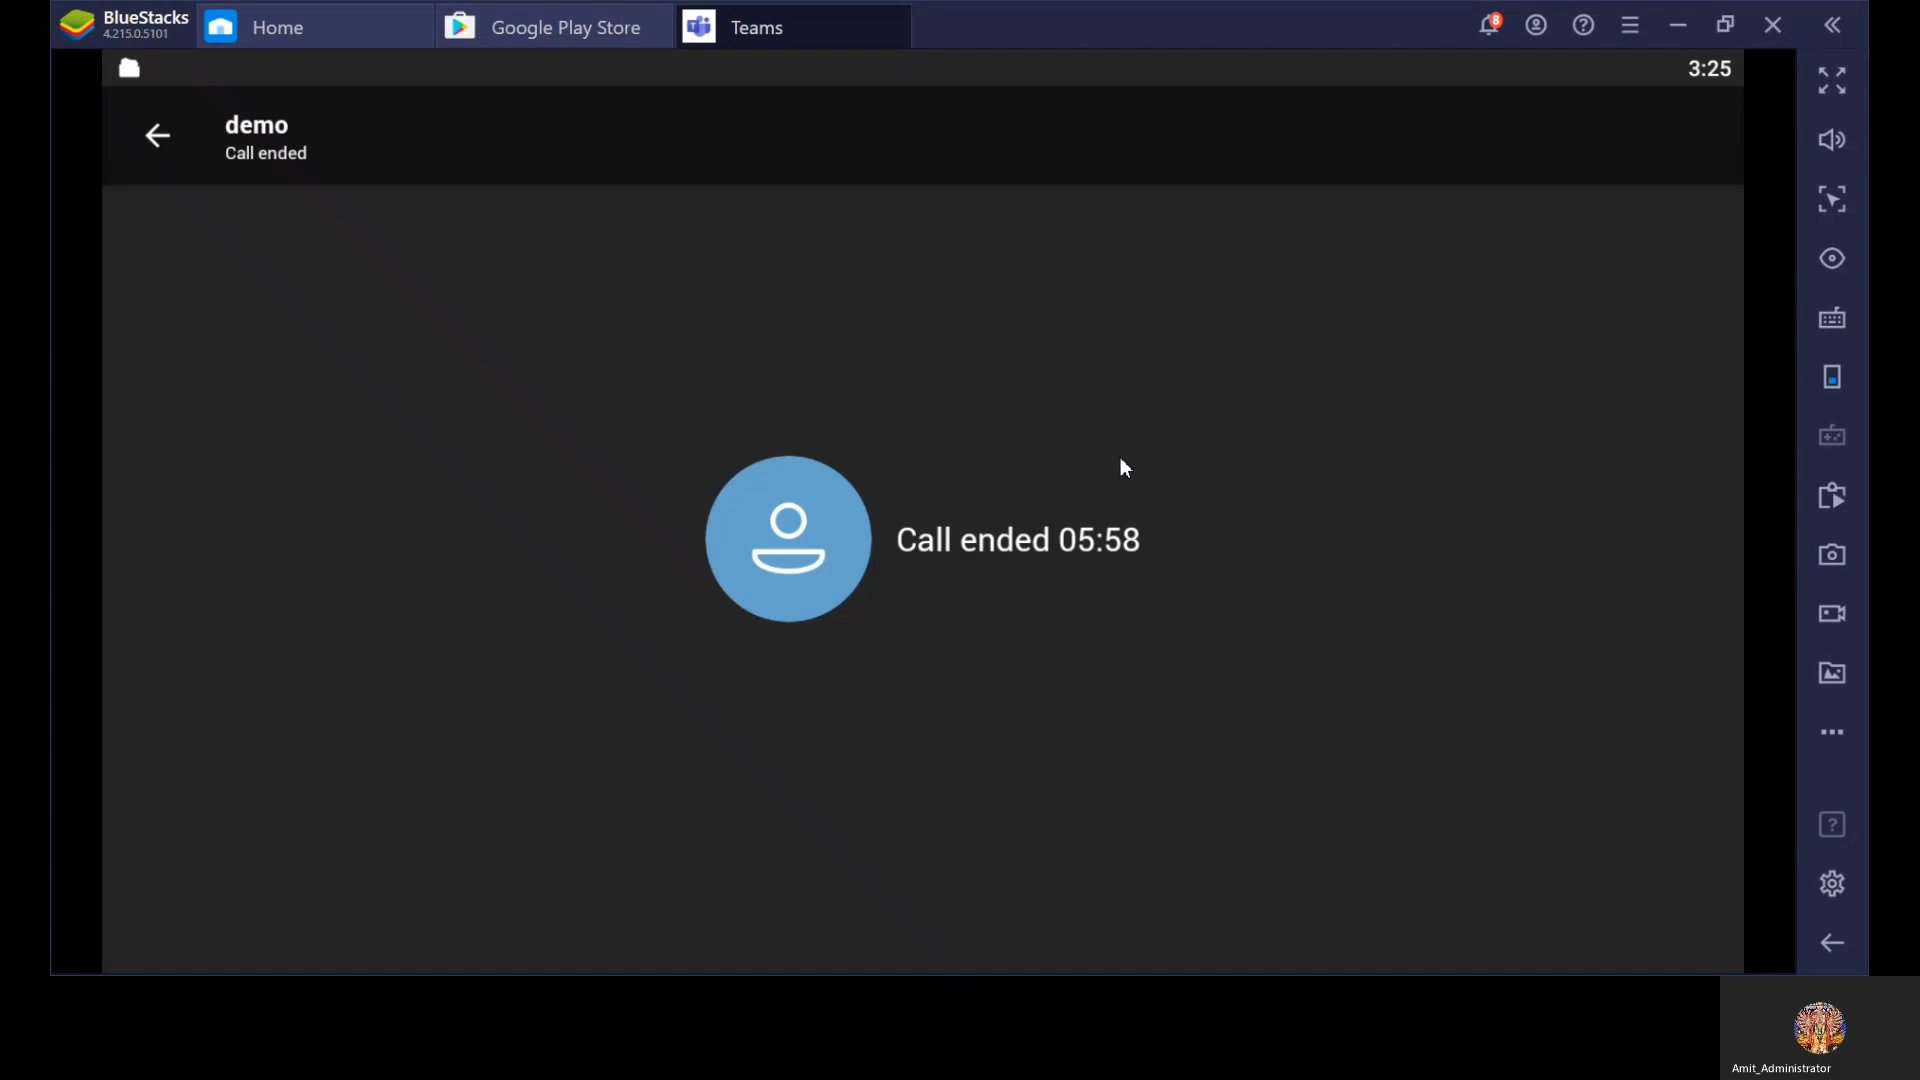 BlueStacks
4.215.0.5101
Home
Google Play Store
Teams
8
3:25
demo
Call ended
Call ended 05:58
Amit_Administrator